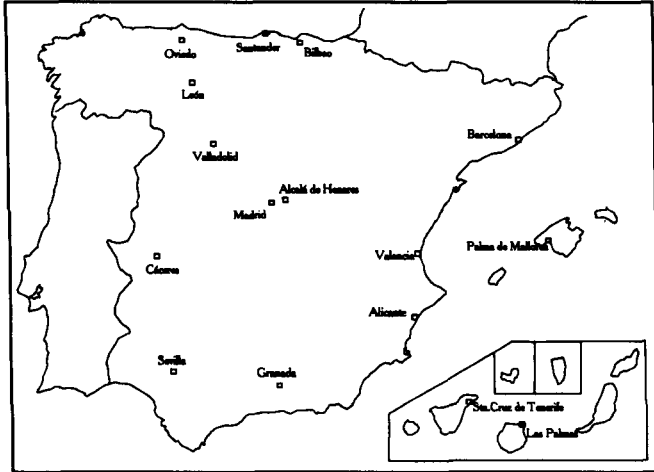 Oviedo
Santander
Bilbao
León
Barcelona
Valladolid
Alcalá de Henares
Madrid
Valencia
Palma de Mallorca
Cáceres
Alicante
Sevilla
Granada
Sta.Cruz de Tenerife
Las Palmas